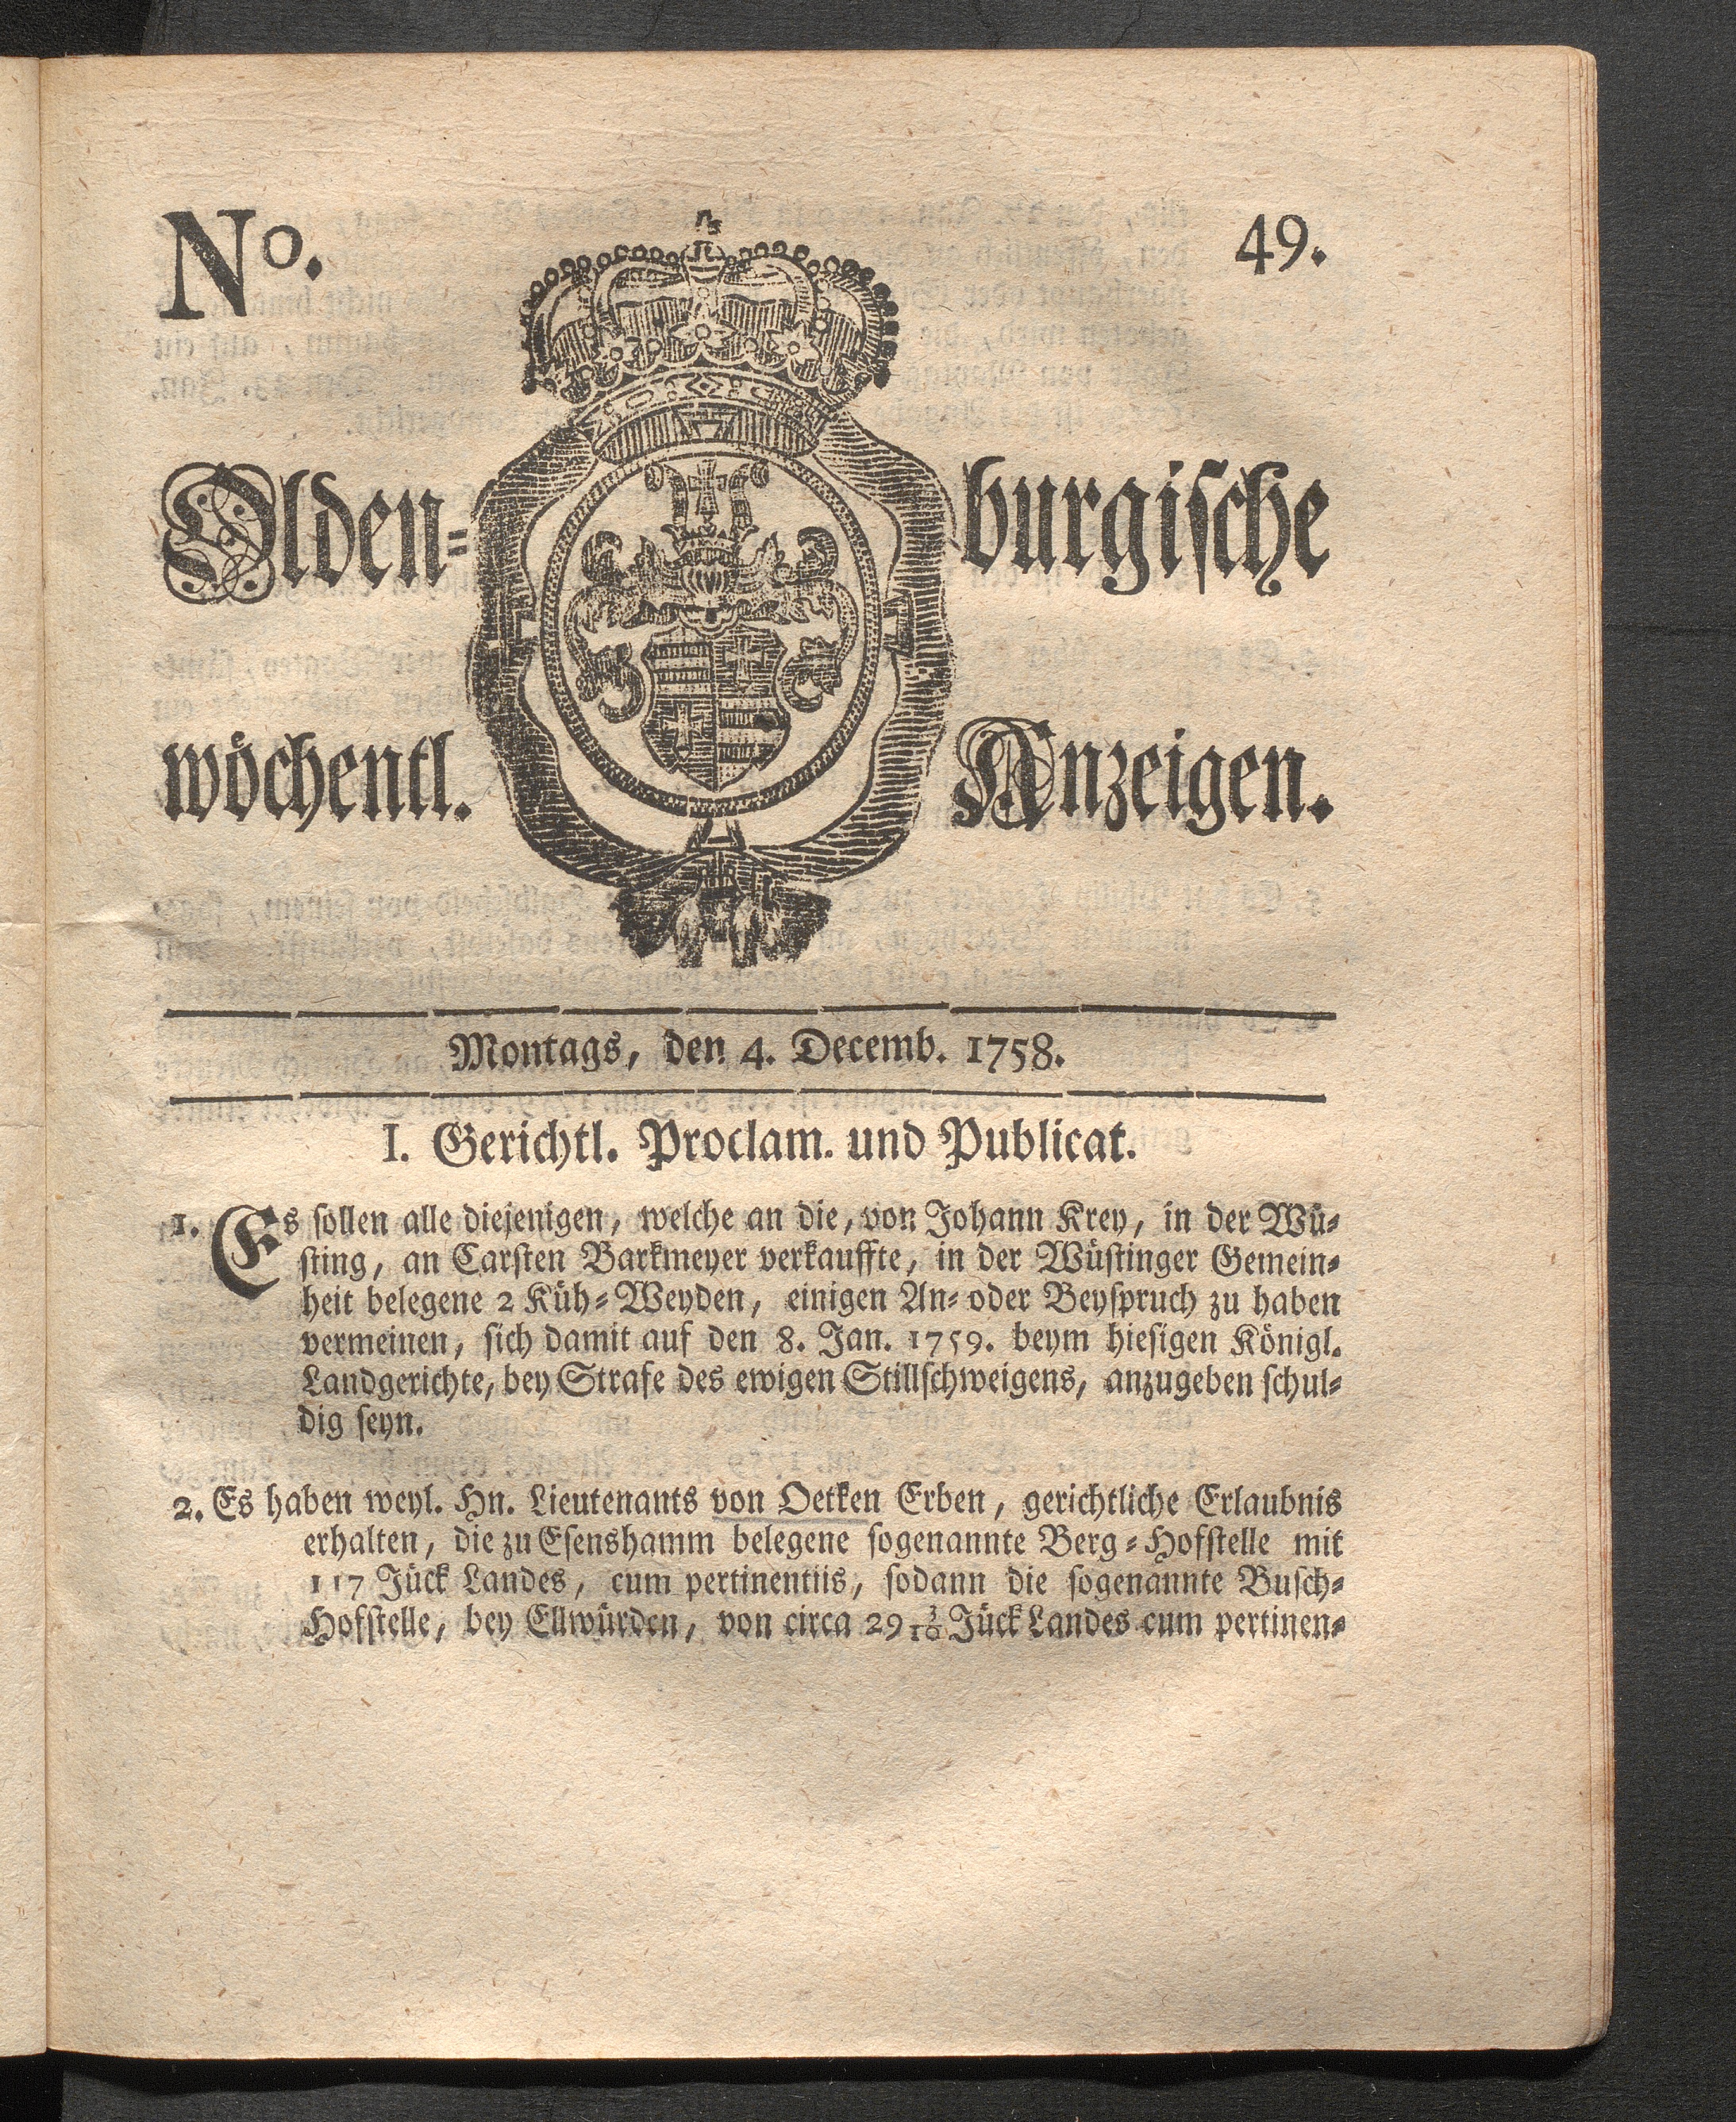 No. 49.
Olden= burgische
wöchentl. Anzeigen.
Montags, den 4. Decemb. 1758.
I. Gerichtl. Proclam. und Publicat.
1. Es sollen alle diejenigen, welche an die, von Johann Krey, in der Wü=
sting, an Carsten Barkmeyer verkauffte, in der Wüstinger Gemein=
heit belegene 2 Küh=Weyden, einigen An= oder Beyspruch zu haben
vermeinen, sich damit auf den 8. Jan. 1759. beym hiesigen Königl.
Landgerichte, bey Strafe des ewigen Stillschweigens, anzugeben schul=
dig seyn.
2. Es haben weyl. Hn. Lieutenants von Oetken Erben, gerichtliche Erlaubnis
erhalten, die zu Esenshamm belegene sogenannte Berg=Hofstelle mit
117 Jück Landes, cum pertinentiis, sodann die sogenannte Busch=
Hofstelle, bey Ellwürden, von circa 29 3/10 Jück Landes cum pertinen=